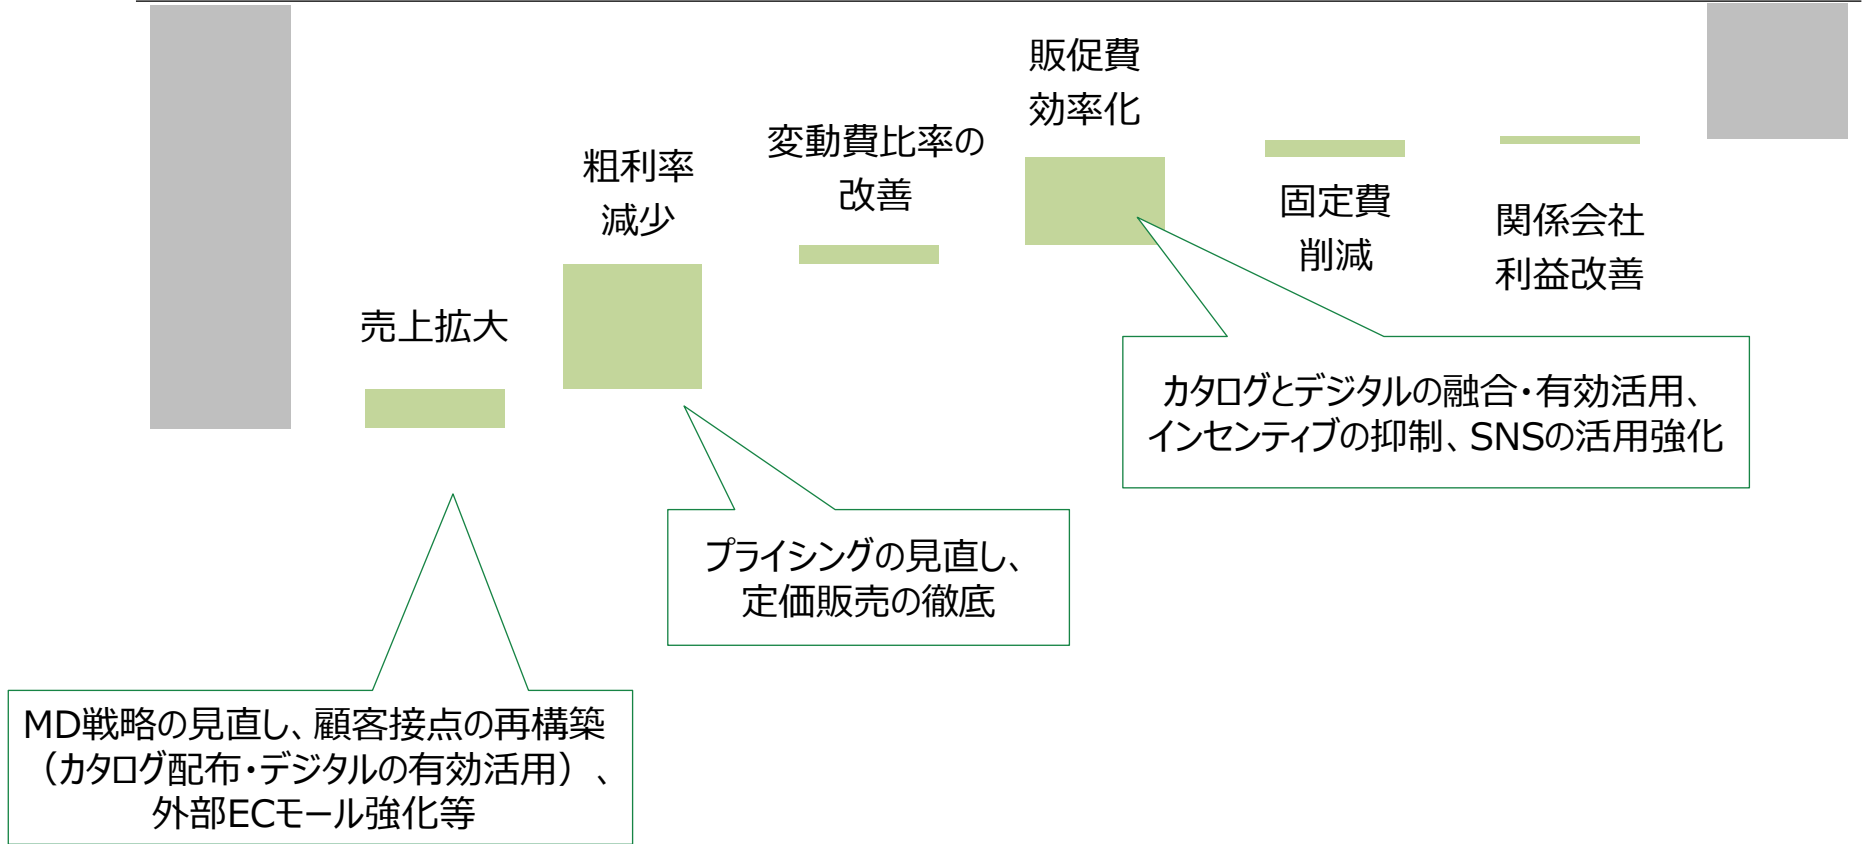 販促費
効率化
変動費比率の
改善
粗利率
減少
固定費
削減
関係会社
利益改善
売上拡大
カタログとデジタルの融合・有効活用、
インセンティブの抑制、SNSの活用強化
プライシングの見直し、
定価販売の徹底
MD戦略の見直し、顧客接点の再構築
（カタログ配布・デジタルの有効活用）、
外部ECモール強化等